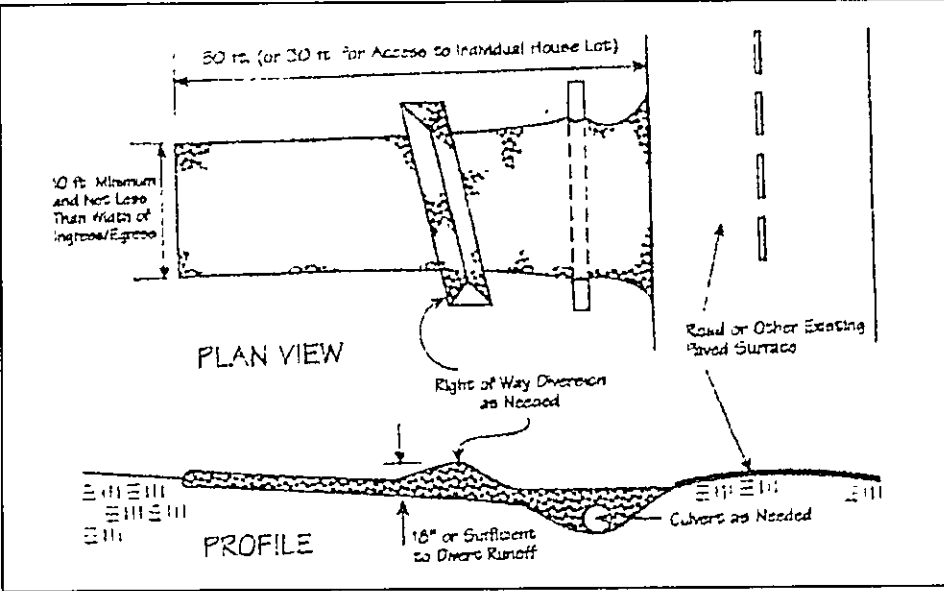 50 ft. (or 30 ft. for Access to Individual House Lot)
10 ft. Minimum
and Not Less
Than Width of
Ingress/Egress
PLAN VIEW
Road or Other Existing
Paved Surface
Right of Way Diversion
as Needed
Culvert as Needed
18" or Sufficient
to Divert Runoff
PROFILE